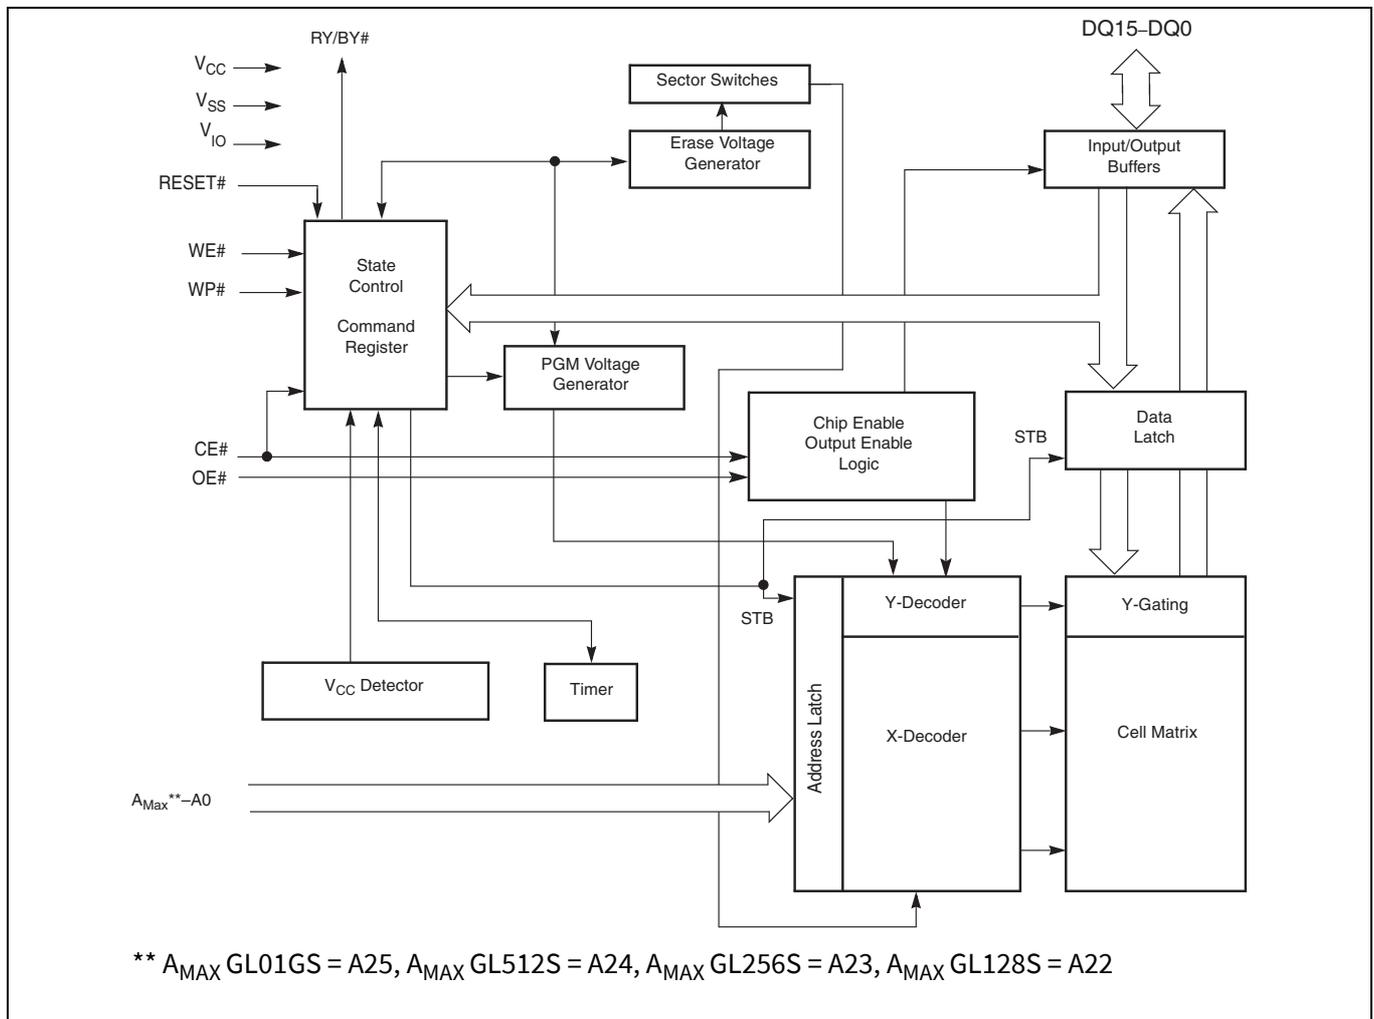 DQ15–DQ0
RY/BY#
VCC
VSS
VIO
RESET#
WE#
WP#
CE#
OE#
Sector Switches
Erase Voltage
Generator
Input/Output
Buffers
State
Control
Command
Register
PGM Voltage
Generator
Chip Enable
Output Enable
Logic
STB
Data
Latch
STB
Y-Decoder
Y-Gating
VCC Detector
Timer
Address Latch
X-Decoder
Cell Matrix
AMax**–A0
** AMAX GL01GS = A25, AMAX GL512S = A24, AMAX GL256S = A23, AMAX GL128S = A22